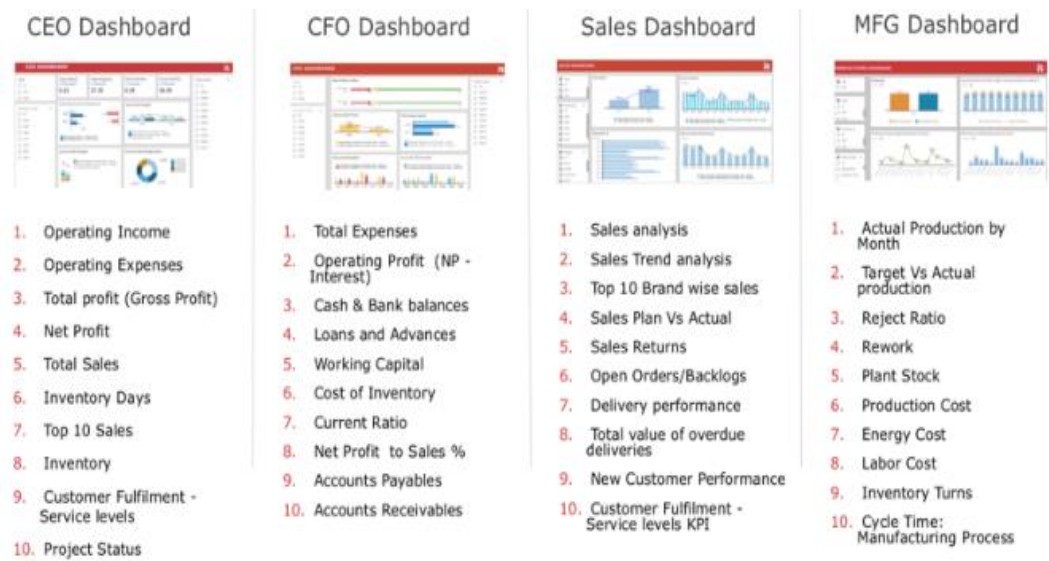 CEO Dashboard
1. Operating Income
2. Operating Expenses
3. Total profit (Gross Profit)
4. Net Profit
5. Total Sales
6. Inventory Days
7. Top 10 Sales
8. Inventory
9. Customer Fulfilment -
Service levels
10. Project Status
CFO Dashboard
1. Total Expenses
2. Operating Profit (NP -
Interest)
3. Cash & Bank balances
4. Loans and Advances
5. Working Capital
6. Cost of Inventory
7. Current Ratio
8. Net Profit to Sales %
9. Accounts Payables
10. Accounts Receivables
Sales Dashboard
1. Sales analysis
2. Sales Trend analysis
3. Top 10 Brand wise sales
4. Sales Plan Vs Actual
5. Sales Returns
6. Open Orders/Backlogs
7. Delivery performance
8. Total value of overdue
deliveries
9. New Customer Performance
10. Customer Fulfilment -
Service levels KPI
MFG Dashboard
1. Actual Production by
Month
2. Target Vs Actual
production
3. Reject Ratio
4. Rework
5. Plant Stock
6. Production Cost
7. Energy Cost
8. Labor Cost
9. Inventory Turns
10. Cycle Time:
Manufacturing Process